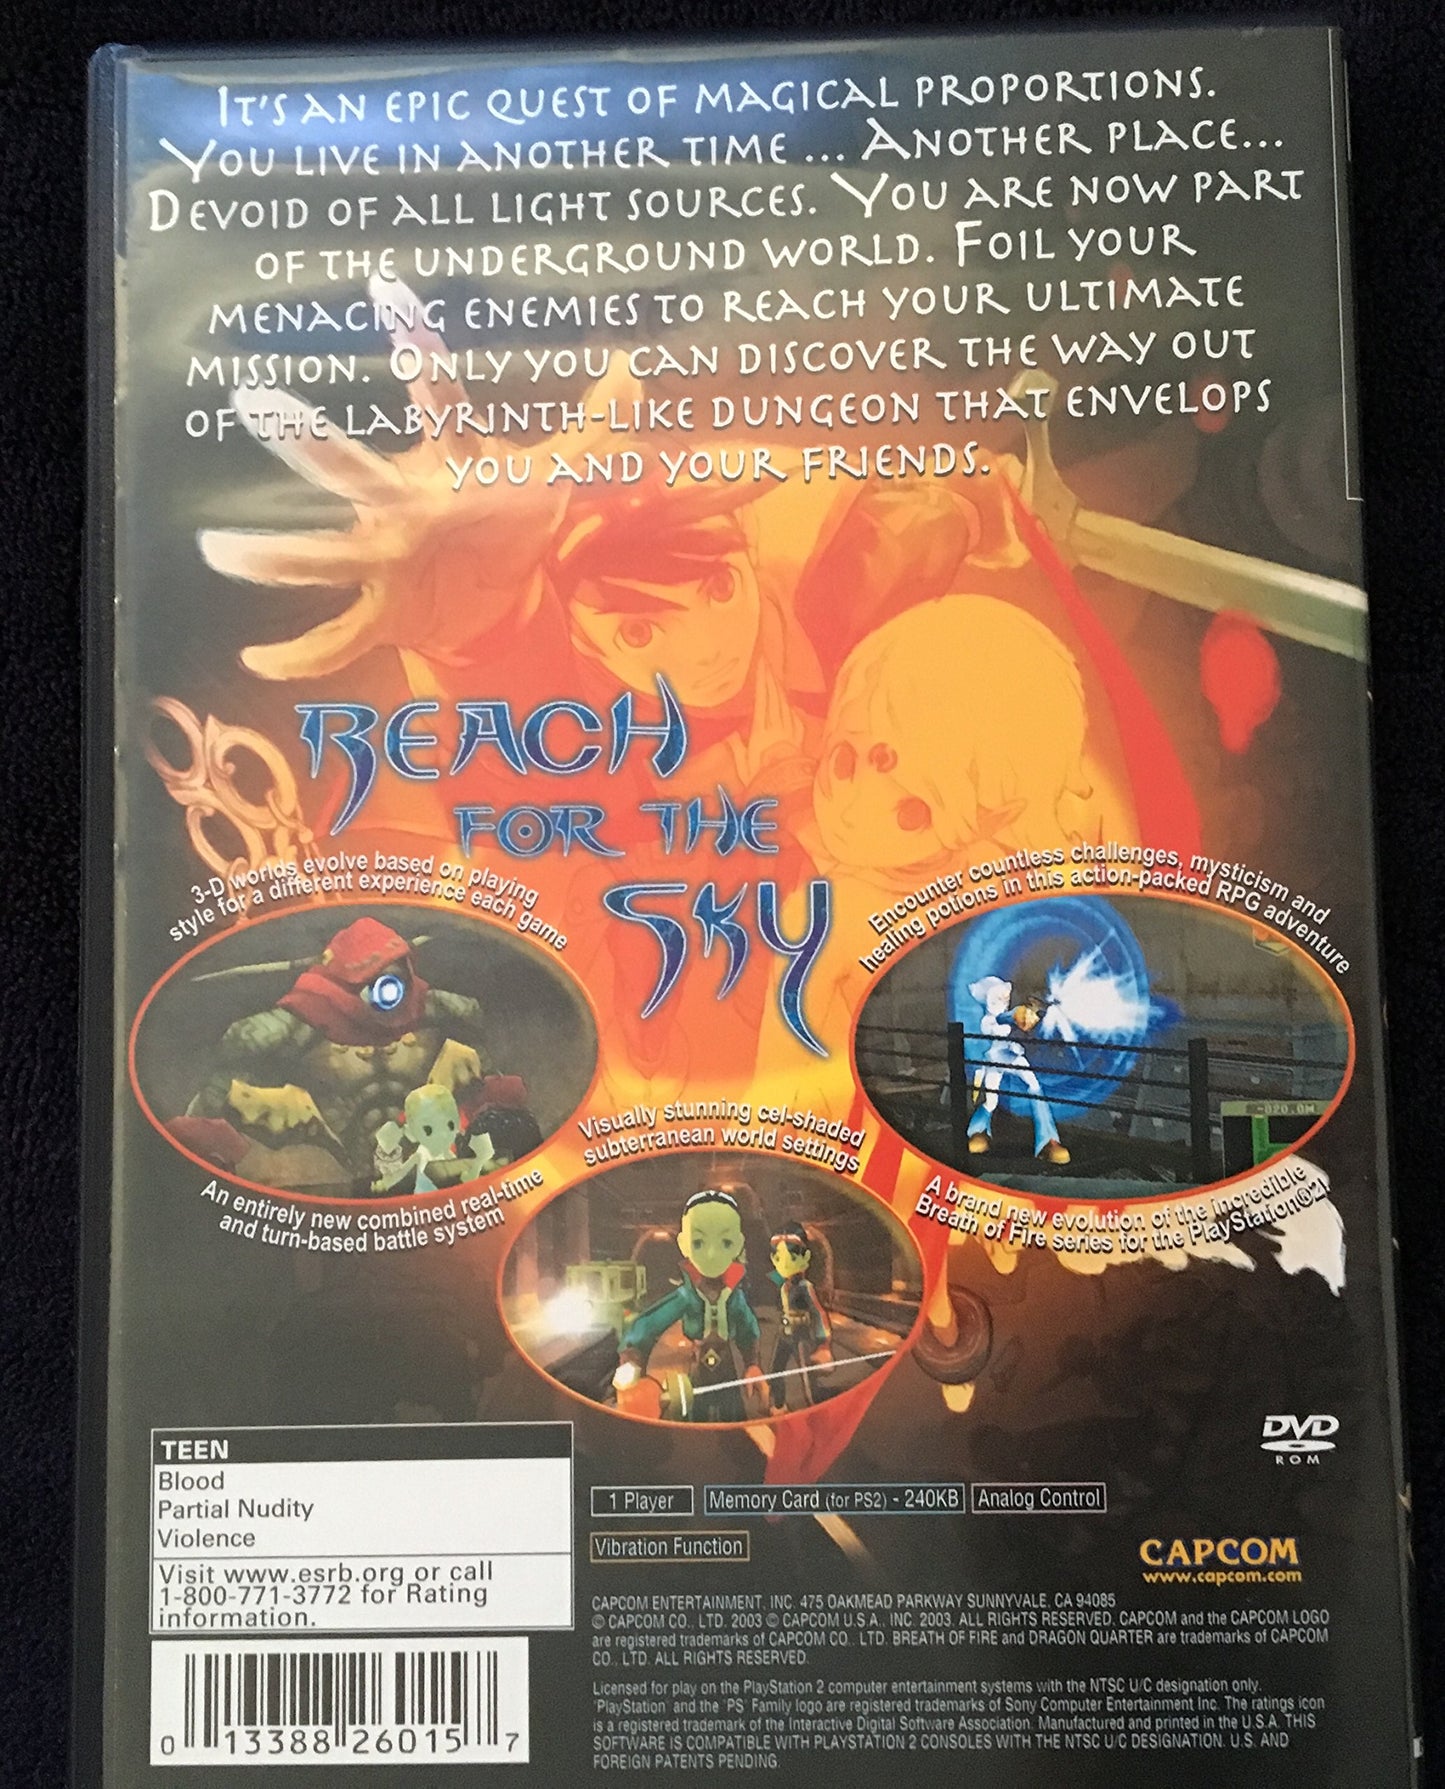 IT'S AN EPIC QUEST OF MAGICAL PROPORTIONS.
YOU LIVE IN ANOTHER TIME ... ANOTHER PLACE...
DEVOID OF ALL LIGHT SOURCES. YOU ARE NOW PART
OF THE UNDERGROUND WORLD. FOIL YOUR
MENACING ENEMIES TO REACH YOUR ULTIMATE
MISSION. ONLY YOU CAN DISCOVER THE WAY OUT
OF THE LABYRINTH-LIKE DUNGEON THAT ENVELOPS
YOU AND YOUR FRIENDS.
REACH
FOR THE
SKY
3-D worlds evolve based on playing
style for a different experience each game
Encounter countless challenges, mysticism and
healing potions in this action-packed RPG adventure
-020.0M
An entirely new combined real-time
and turn-based battle system
Visually stunning cel-shaded
subterranean world settings
A brand new evolution of the incredible
Breath of Fire series for the PlayStation®2!
TEEN
Blood
Partial Nudity
Violence
Visit www.esrb.org or call
1-800-771-3772 for Rating
information.
DVD
ROM
1 Player
Memory Card (for PS2) - 240KB
Analog Control
Vibration Function
CAPCOM
www.capcom.com
CAPCOM ENTERTAINMENT, INC. 475 OAKMEAD PARKWAY SUNNYVALE, CA 94085
© CAPCOM CO., LTD. 2003 © CAPCOM U.S.A., INC. 2003. ALL RIGHTS RESERVED. CAPCOM and the CAPCOM LOGO
are registered trademarks of CAPCOM CO., LTD. BREATH OF FIRE and DRAGON QUARTER are trademarks of CAPCOM
CO., LTD. ALL RIGHTS RESERVED.
Licensed for play on the PlayStation 2 computer entertainment systems with the NTSC U/C designation only.
"PlayStation" and the "PS" Family logo are registered trademarks of Sony Computer Entertainment Inc. The ratings icon
is a registered trademark of the Interactive Digital Software Association. Manufactured and printed in the U.S.A. THIS
SOFTWARE IS COMPATIBLE WITH PLAYSTATION 2 CONSOLES WITH THE NTSC U/C DESIGNATION. U.S. AND
FOREIGN PATENTS PENDING.
0 13388 26015 7